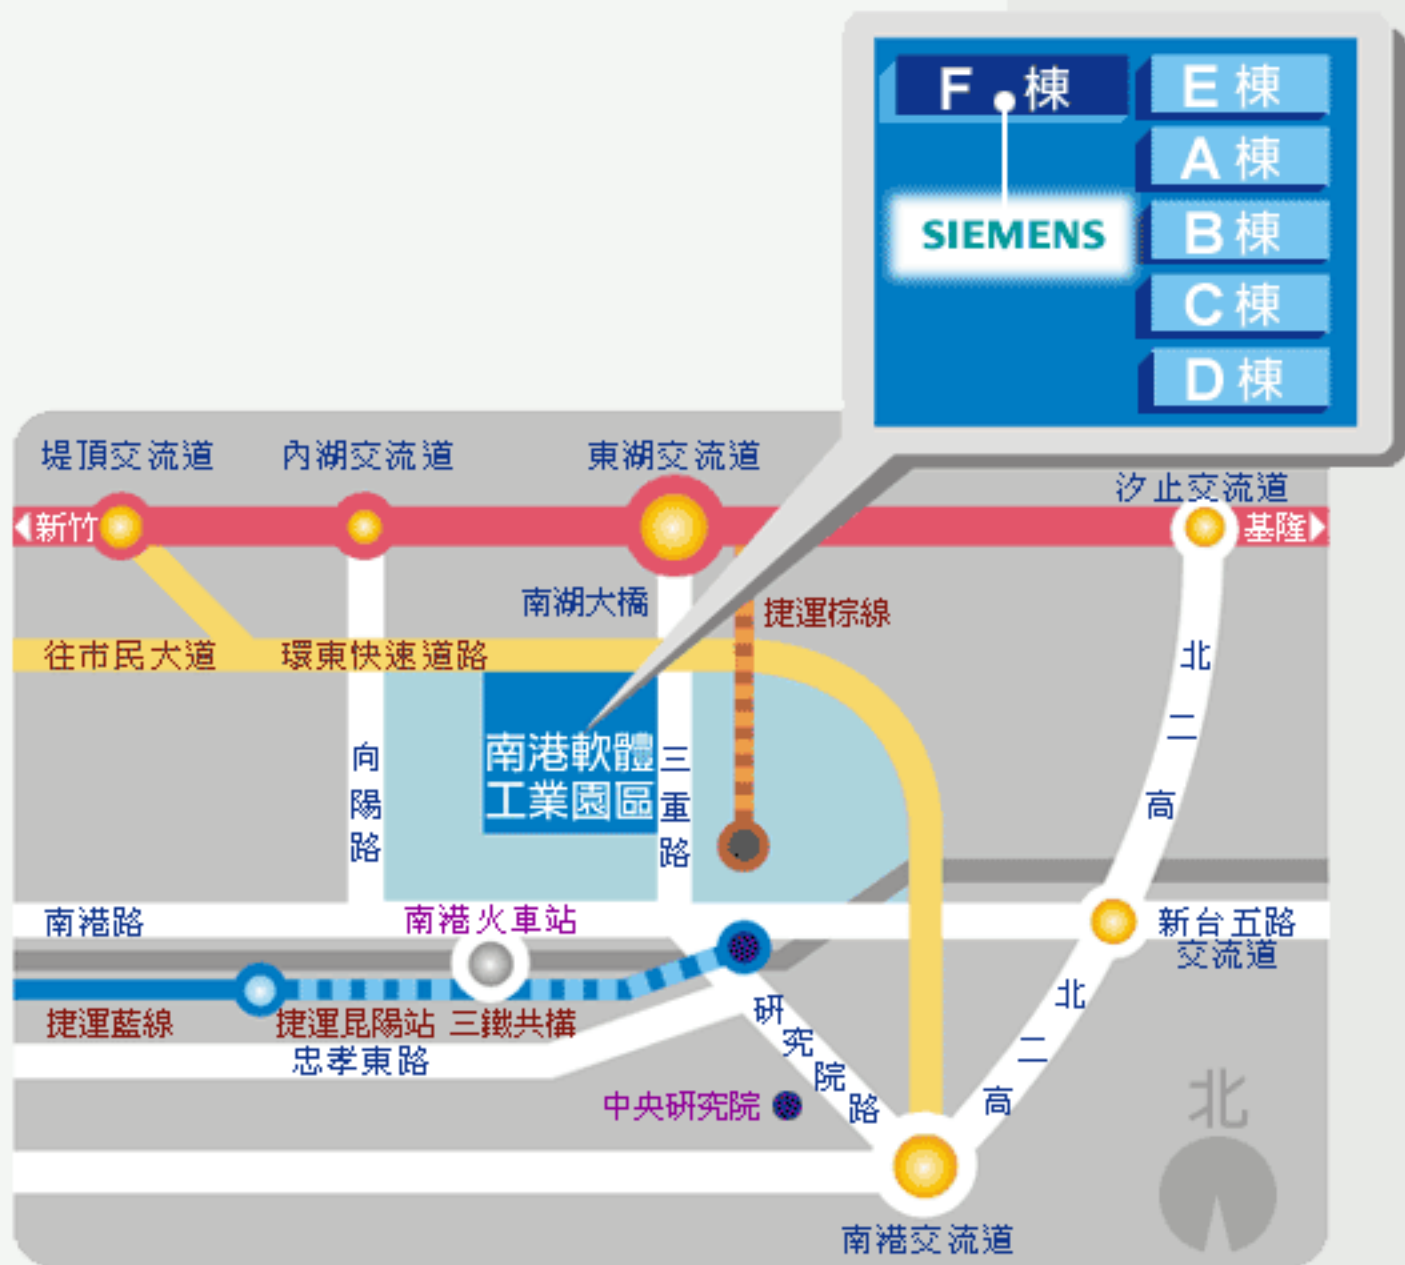 F 棟
E 棟
A 棟
SIEMENS
B 棟
C 棟
D 棟
堤頂交流道
內湖交流道
東湖交流道
汐止交流道
新竹
基隆
南湖大橋
捷運棕線
往市民大道
環東快速道路
北二高
向陽路
南港軟體
工業園區
三重路
南港路
南港火車站
新台五路
交流道
捷運藍線
捷運昆陽站
三鐵共構
忠孝東路
研究院路
北二高
中央研究院
北
南港交流道